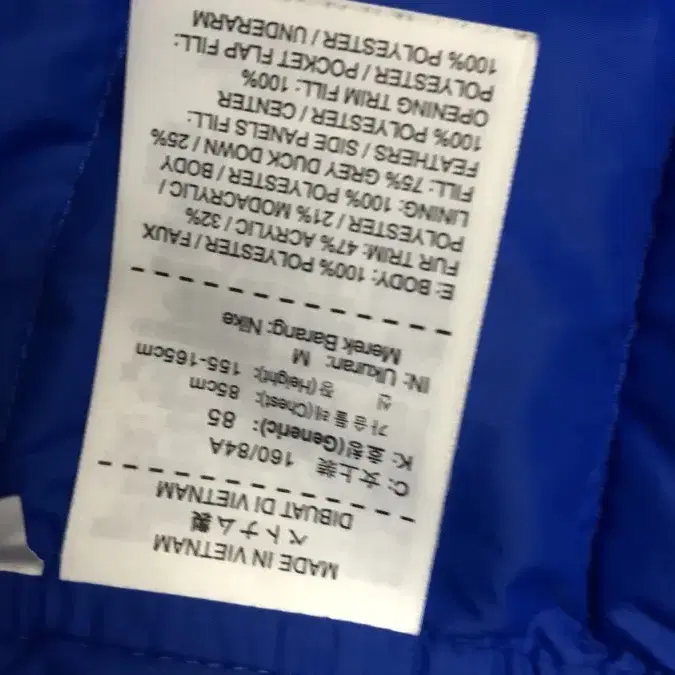 MADE IN VIETNAM
ベトナム製
DIBUAT DI VIETNAM
C: 女上装 160/84A
K: 호칭(Generic): 85
가슴둘레(Chest): 85cm
신 장(Height): 155-165cm
IN: Ukuran: M
Merek Barang: Nike
E: BODY: 100% POLYESTER / FAUX
FUR TRIM: 47% ACRYLIC / 32%
POLYESTER / 21% MODACRYLIC /
LINING: 100% POLYESTER / BODY
FILL: 75% GREY DUCK DOWN / 25%
FEATHERS / SIDE PANELS FILL:
100% POLYESTER / CENTER
OPENING TRIM FILL: 100%
POLYESTER / POCKET FLAP FILL:
100% POLYESTER / UNDERARM